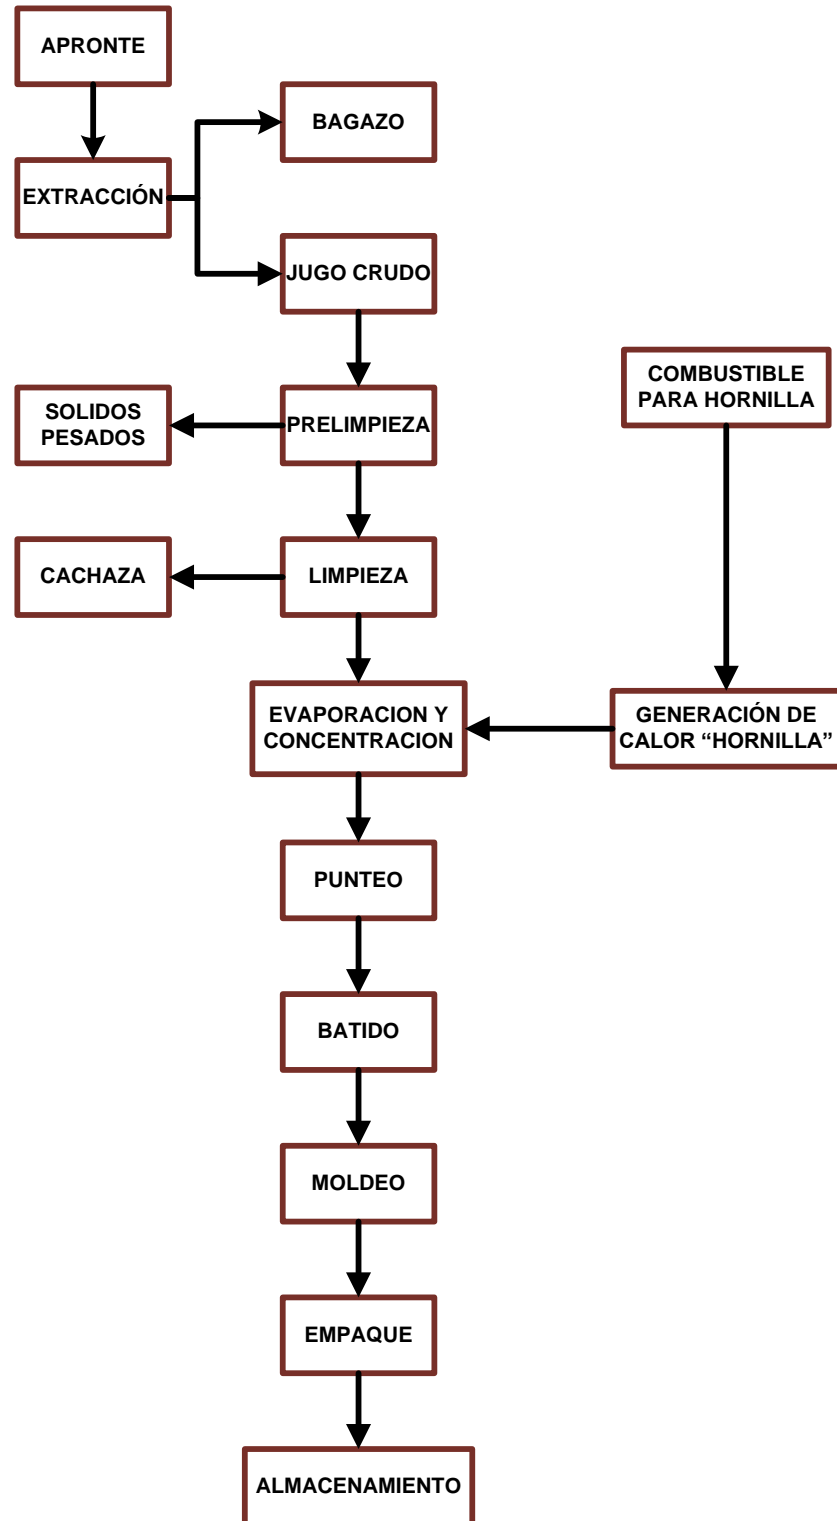 APRONTE
BAGAZO
EXTRACCIÓN
JUGO CRUDO
COMBUSTIBLE
PARA HORNILLA
SOLIDOS
PESADOS
PRELIMPIEZA
CACHAZA
LIMPIEZA
EVAPORACION Y
CONCENTRACION
GENERACIÓN DE
CALOR “HORNILLA”
PUNTEO
BATIDO
MOLDEO
EMPAQUE
ALMACENAMIENTO